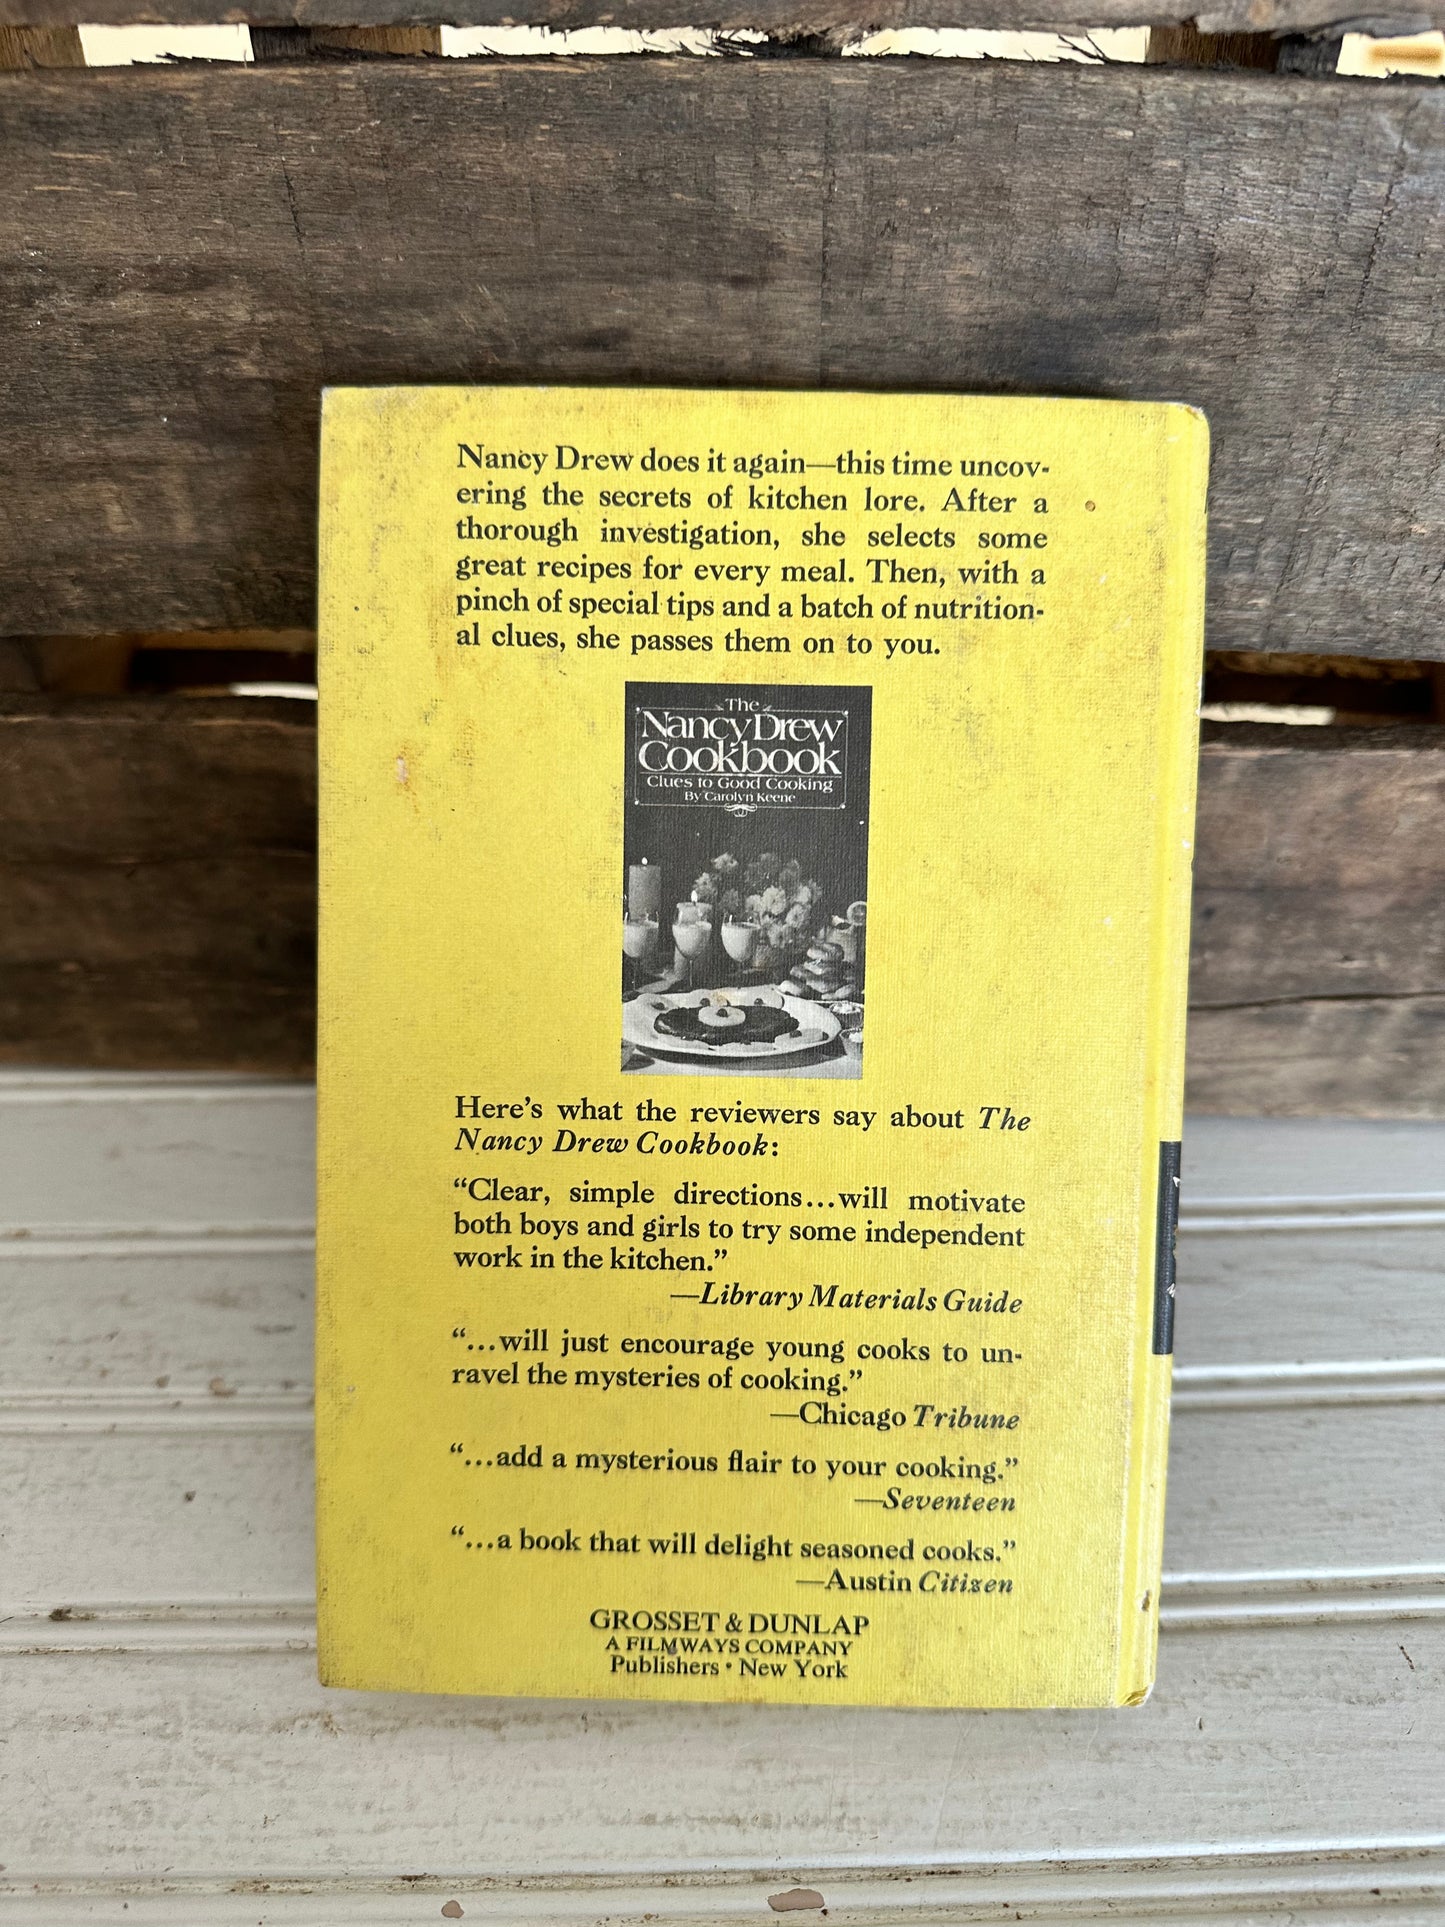 Nancy Drew does it again—this time uncov-
ering the secrets of kitchen lore. After a
thorough investigation, she selects some
great recipes for every meal. Then, with a
pinch of special tips and a batch of nutrition-
al clues, she passes them on to you.
The
Nancy Drew
Cookbook
Clues to Good Cooking
By Carolyn Keene
Here's what the reviewers say about The
Nancy Drew Cookbook:
“Clear, simple directions...will motivate
both boys and girls to try some independent
work in the kitchen.”
—Library Materials Guide
“...will just encourage young cooks to un-
ravel the mysteries of cooking.”
—Chicago Tribune
“...add a mysterious flair to your cooking.”
—Seventeen
“...a book that will delight seasoned cooks.”
—Austin Citizen
GROSSET & DUNLAP
A FILMWAYS COMPANY
Publishers • New York